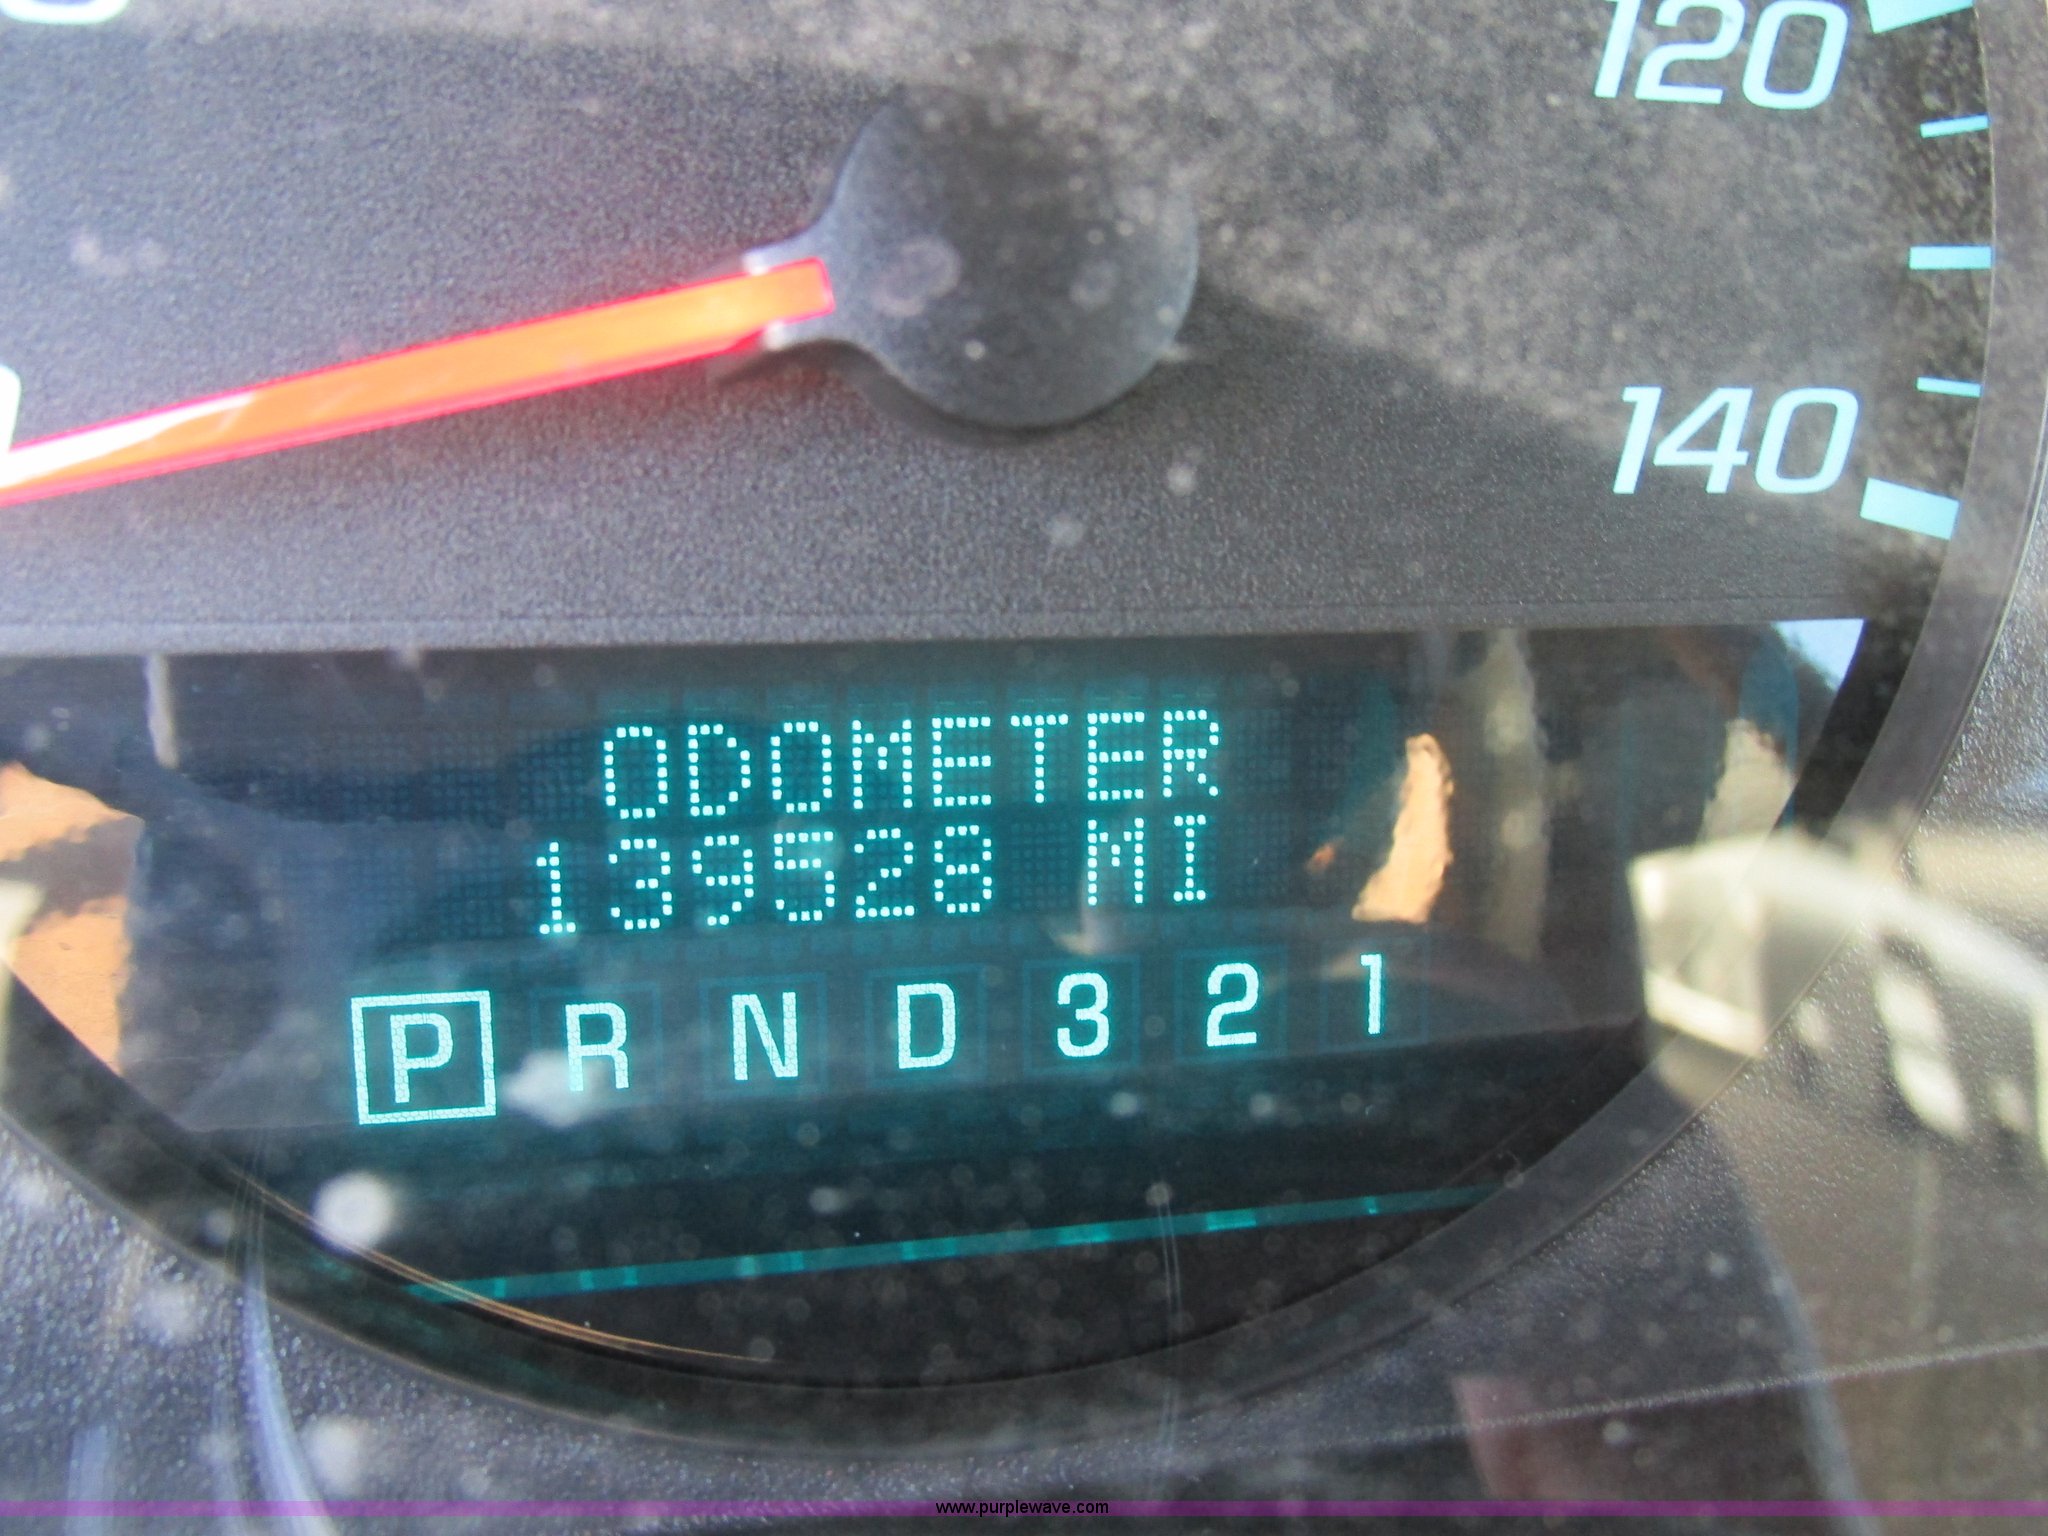 120
140
ODOMETER
139528 MI
P R N D 3 2 1
www.purplewave.com